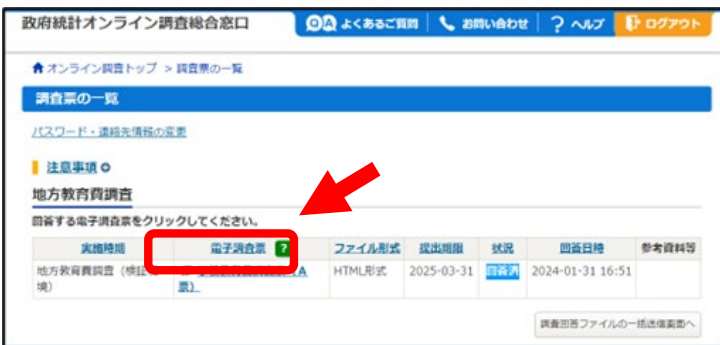 政府統計オンライン調査総合窓口
QA よくあるご質問
お問い合わせ
? ヘルプ
ログアウト
オンライン調査トップ > 調査票の一覧
調査票の一覧
パスワード・連絡先情報の変更
注意事項
地方教育費調査
回答する電子調査票をクリックしてください。
実施時期 電子調査票 ? ファイル形式 提出期限 状況 回答日時 参考資料等
地方教育費調査（検証 (A HTML形式 2025-03-31 回答済 2024-01-31 16:51
境） 票）
調査回答ファイルの一括送信画面へ